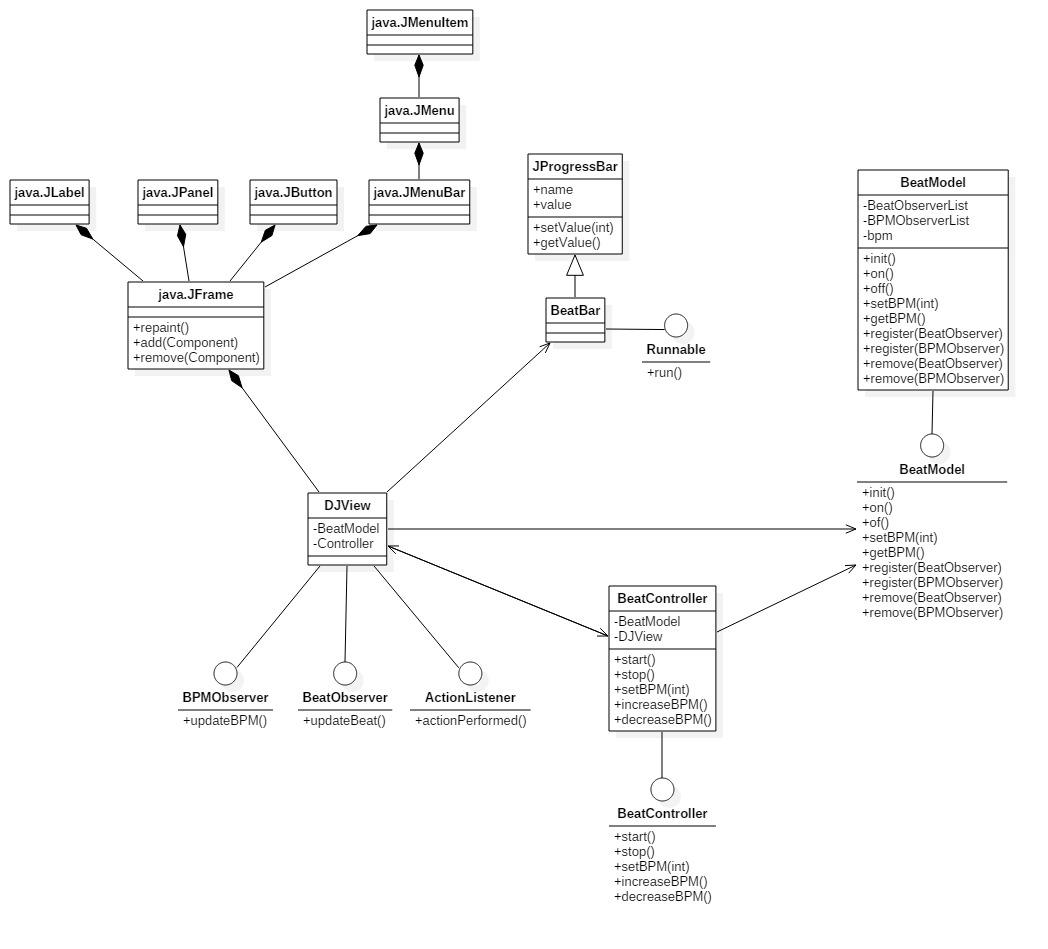 java.JMenuItem
java.JMenu
java.JLabel
java.JPanel
java.JButton
java.JMenuBar
java.JFrame
+repaint()
+add(Component)
+remove(Component)
JProgressBar
+name
+value
+setValue(int)
+getValue()
BeatBar
Runnable
+run()
BeatModel
-BeatObserverList
-BPMObserverList
-bpm
+init()
+on()
+off()
+setBPM(int)
+getBPM()
+register(BeatObserver)
+register(BPMObserver)
+remove(BeatObserver)
+remove(BPMObserver)
BeatModel
+init()
+on()
+of()
+setBPM(int)
+getBPM()
+register(BeatObserver)
+register(BPMObserver)
+remove(BeatObserver)
+remove(BPMObserver)
DJView
-BeatModel
-Controller
BPMObserver
+updateBPM()
BeatObserver
+updateBeat()
ActionListener
+actionPerformed()
BeatController
-BeatModel
-DJView
+start()
+stop()
+setBPM(int)
+increaseBPM()
+decreaseBPM()
BeatController
+start()
+stop()
+setBPM(int)
+increaseBPM()
+decreaseBPM()